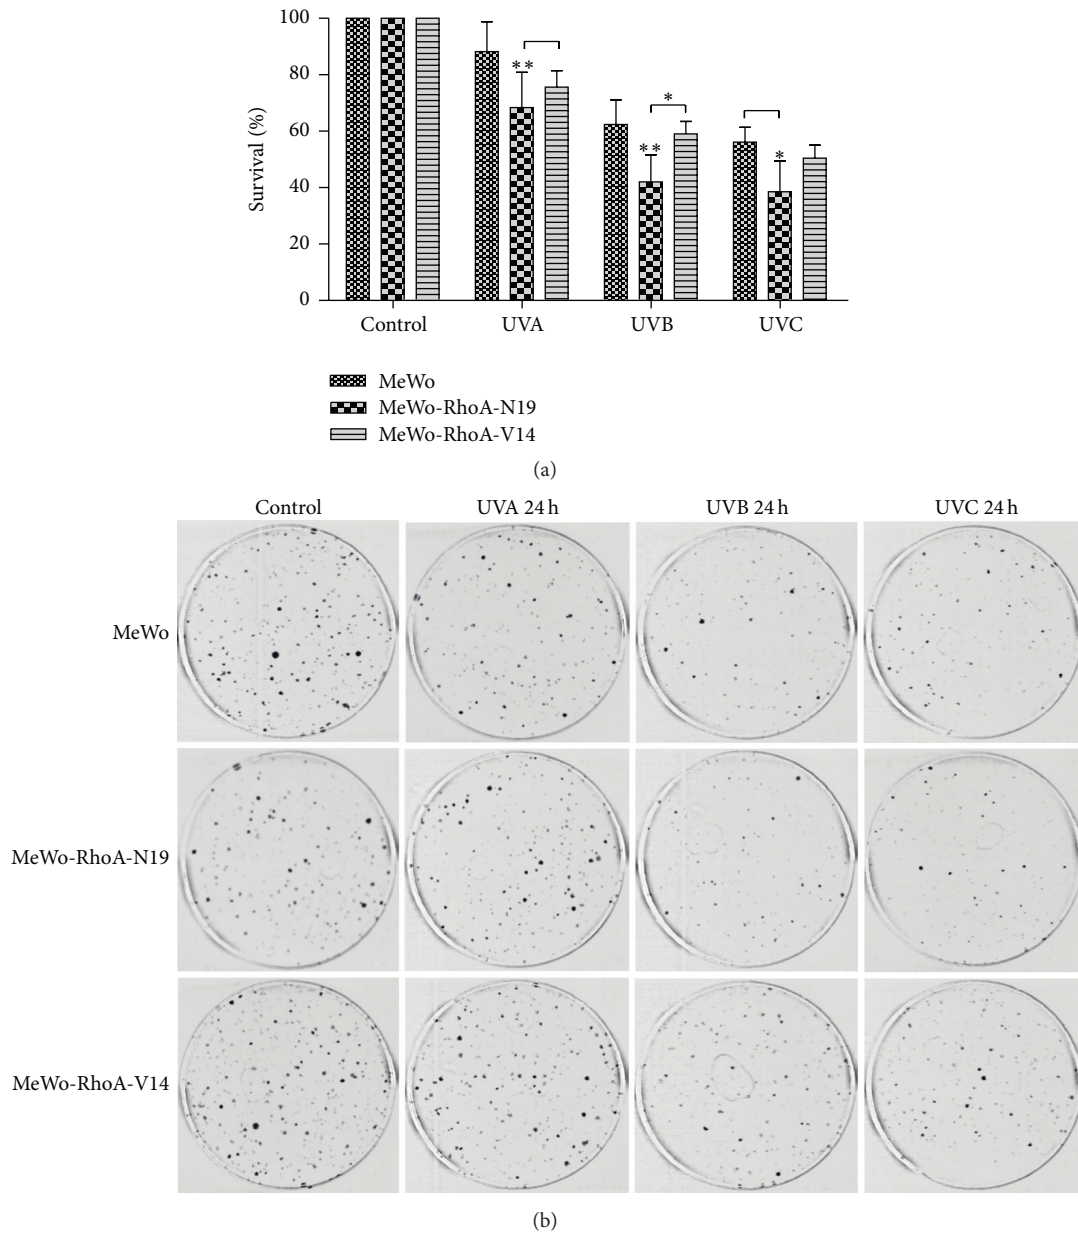 100
80
60
40
20
0
Survival (%)
**
*
**
*
Control UVA UVB UVC
MeWo
MeWo-RhoA-N19
MeWo-RhoA-V14
(a)
Control UVA 24 h UVB 24 h UVC 24 h
MeWo
MeWo-RhoA-N19
MeWo-RhoA-V14
(b)